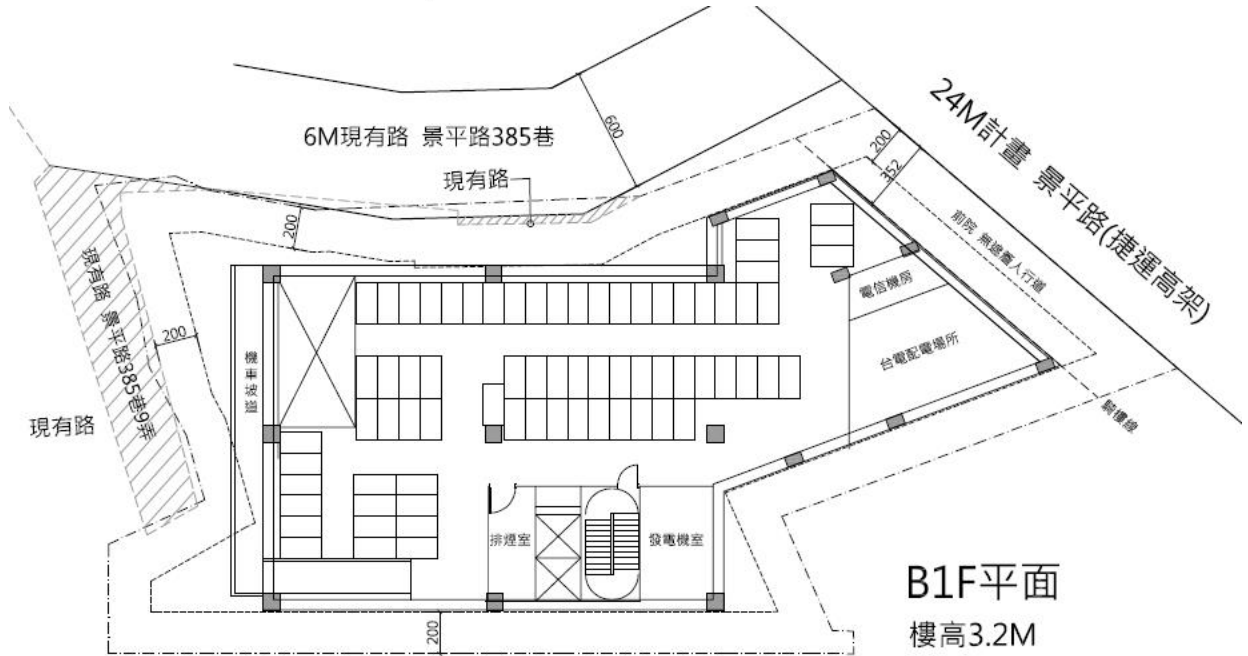 24M計畫 景平路(捷運高架)
6M現有路 景平路385巷
600
200
352
現有路
200
前院 無遮簷人行道
現有路 景平路385巷9弄
電信機房
200
機車坡道
台電配電場所
現有路
騎樓線
排煙室
發電機室
B1F平面
200
樓高3.2M